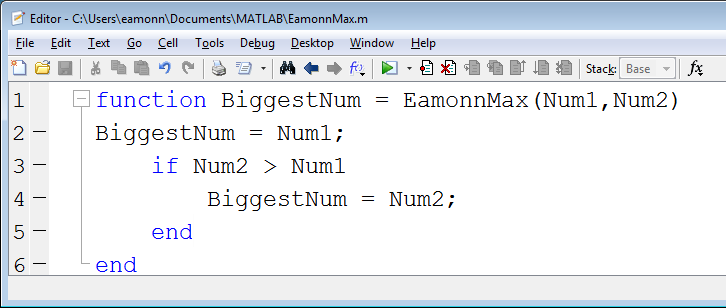 Editor - C:\Users\eamonn\Documents\MATLAB\EamonnMax.m
File Edit Text Go Cell Tools Debug Desktop Window Help
Stack: Base fx
1 function BiggestNum = EamonnMax(Num1,Num2)
2 — BiggestNum = Num1;
3 — if Num2 > Num1
4 — BiggestNum = Num2;
5 — end
6 — end